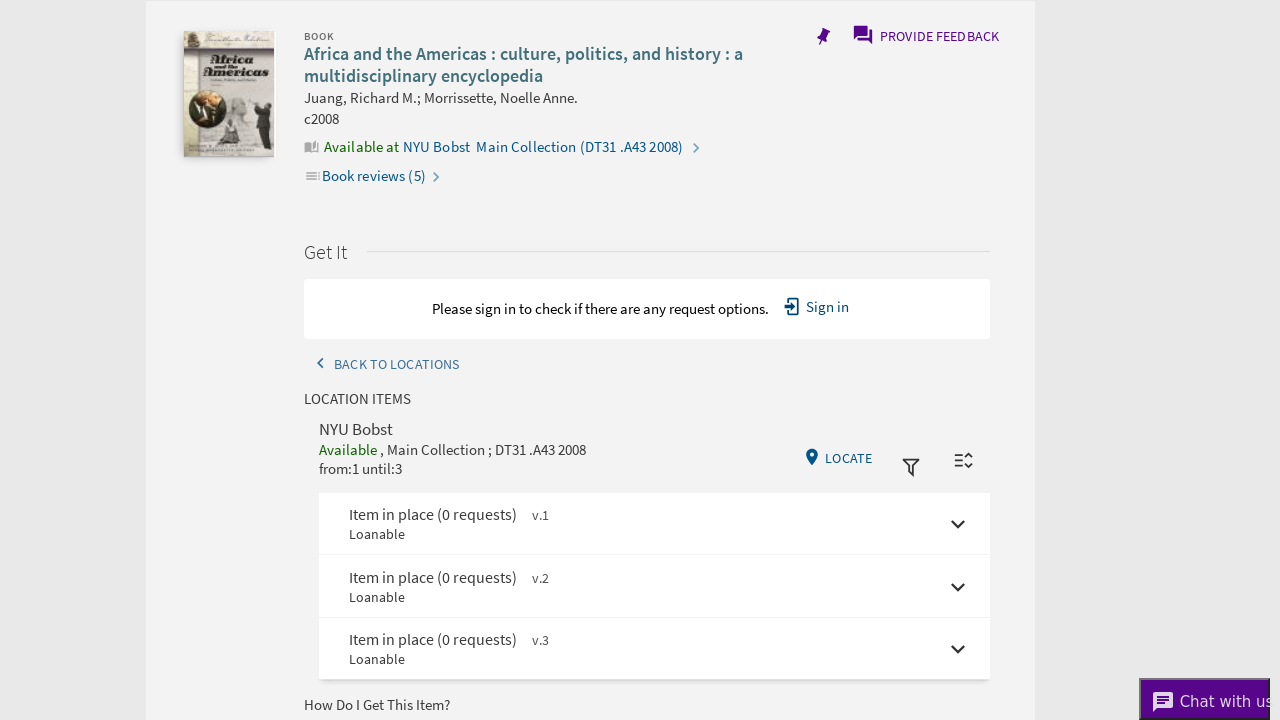 Africa
and the
Americas
BOOK
Africa and the Americas : culture, politics, and history : a
multidisciplinary encyclopedia
Juang, Richard M.; Morrissette, Noelle Anne.
c2008
Available at NYU Bobst Main Collection (DT31 .A43 2008)
Book reviews (5)
PROVIDE FEEDBACK
Get It
Please sign in to check if there are any request options. Sign in
BACK TO LOCATIONS
LOCATION ITEMS
NYU Bobst
Available , Main Collection ; DT31 .A43 2008
from:1 until:3
LOCATE
Item in place (0 requests) v.1
Loanable
Item in place (0 requests) v.2
Loanable
Item in place (0 requests) v.3
Loanable
How Do I Get This Item?
Chat with us